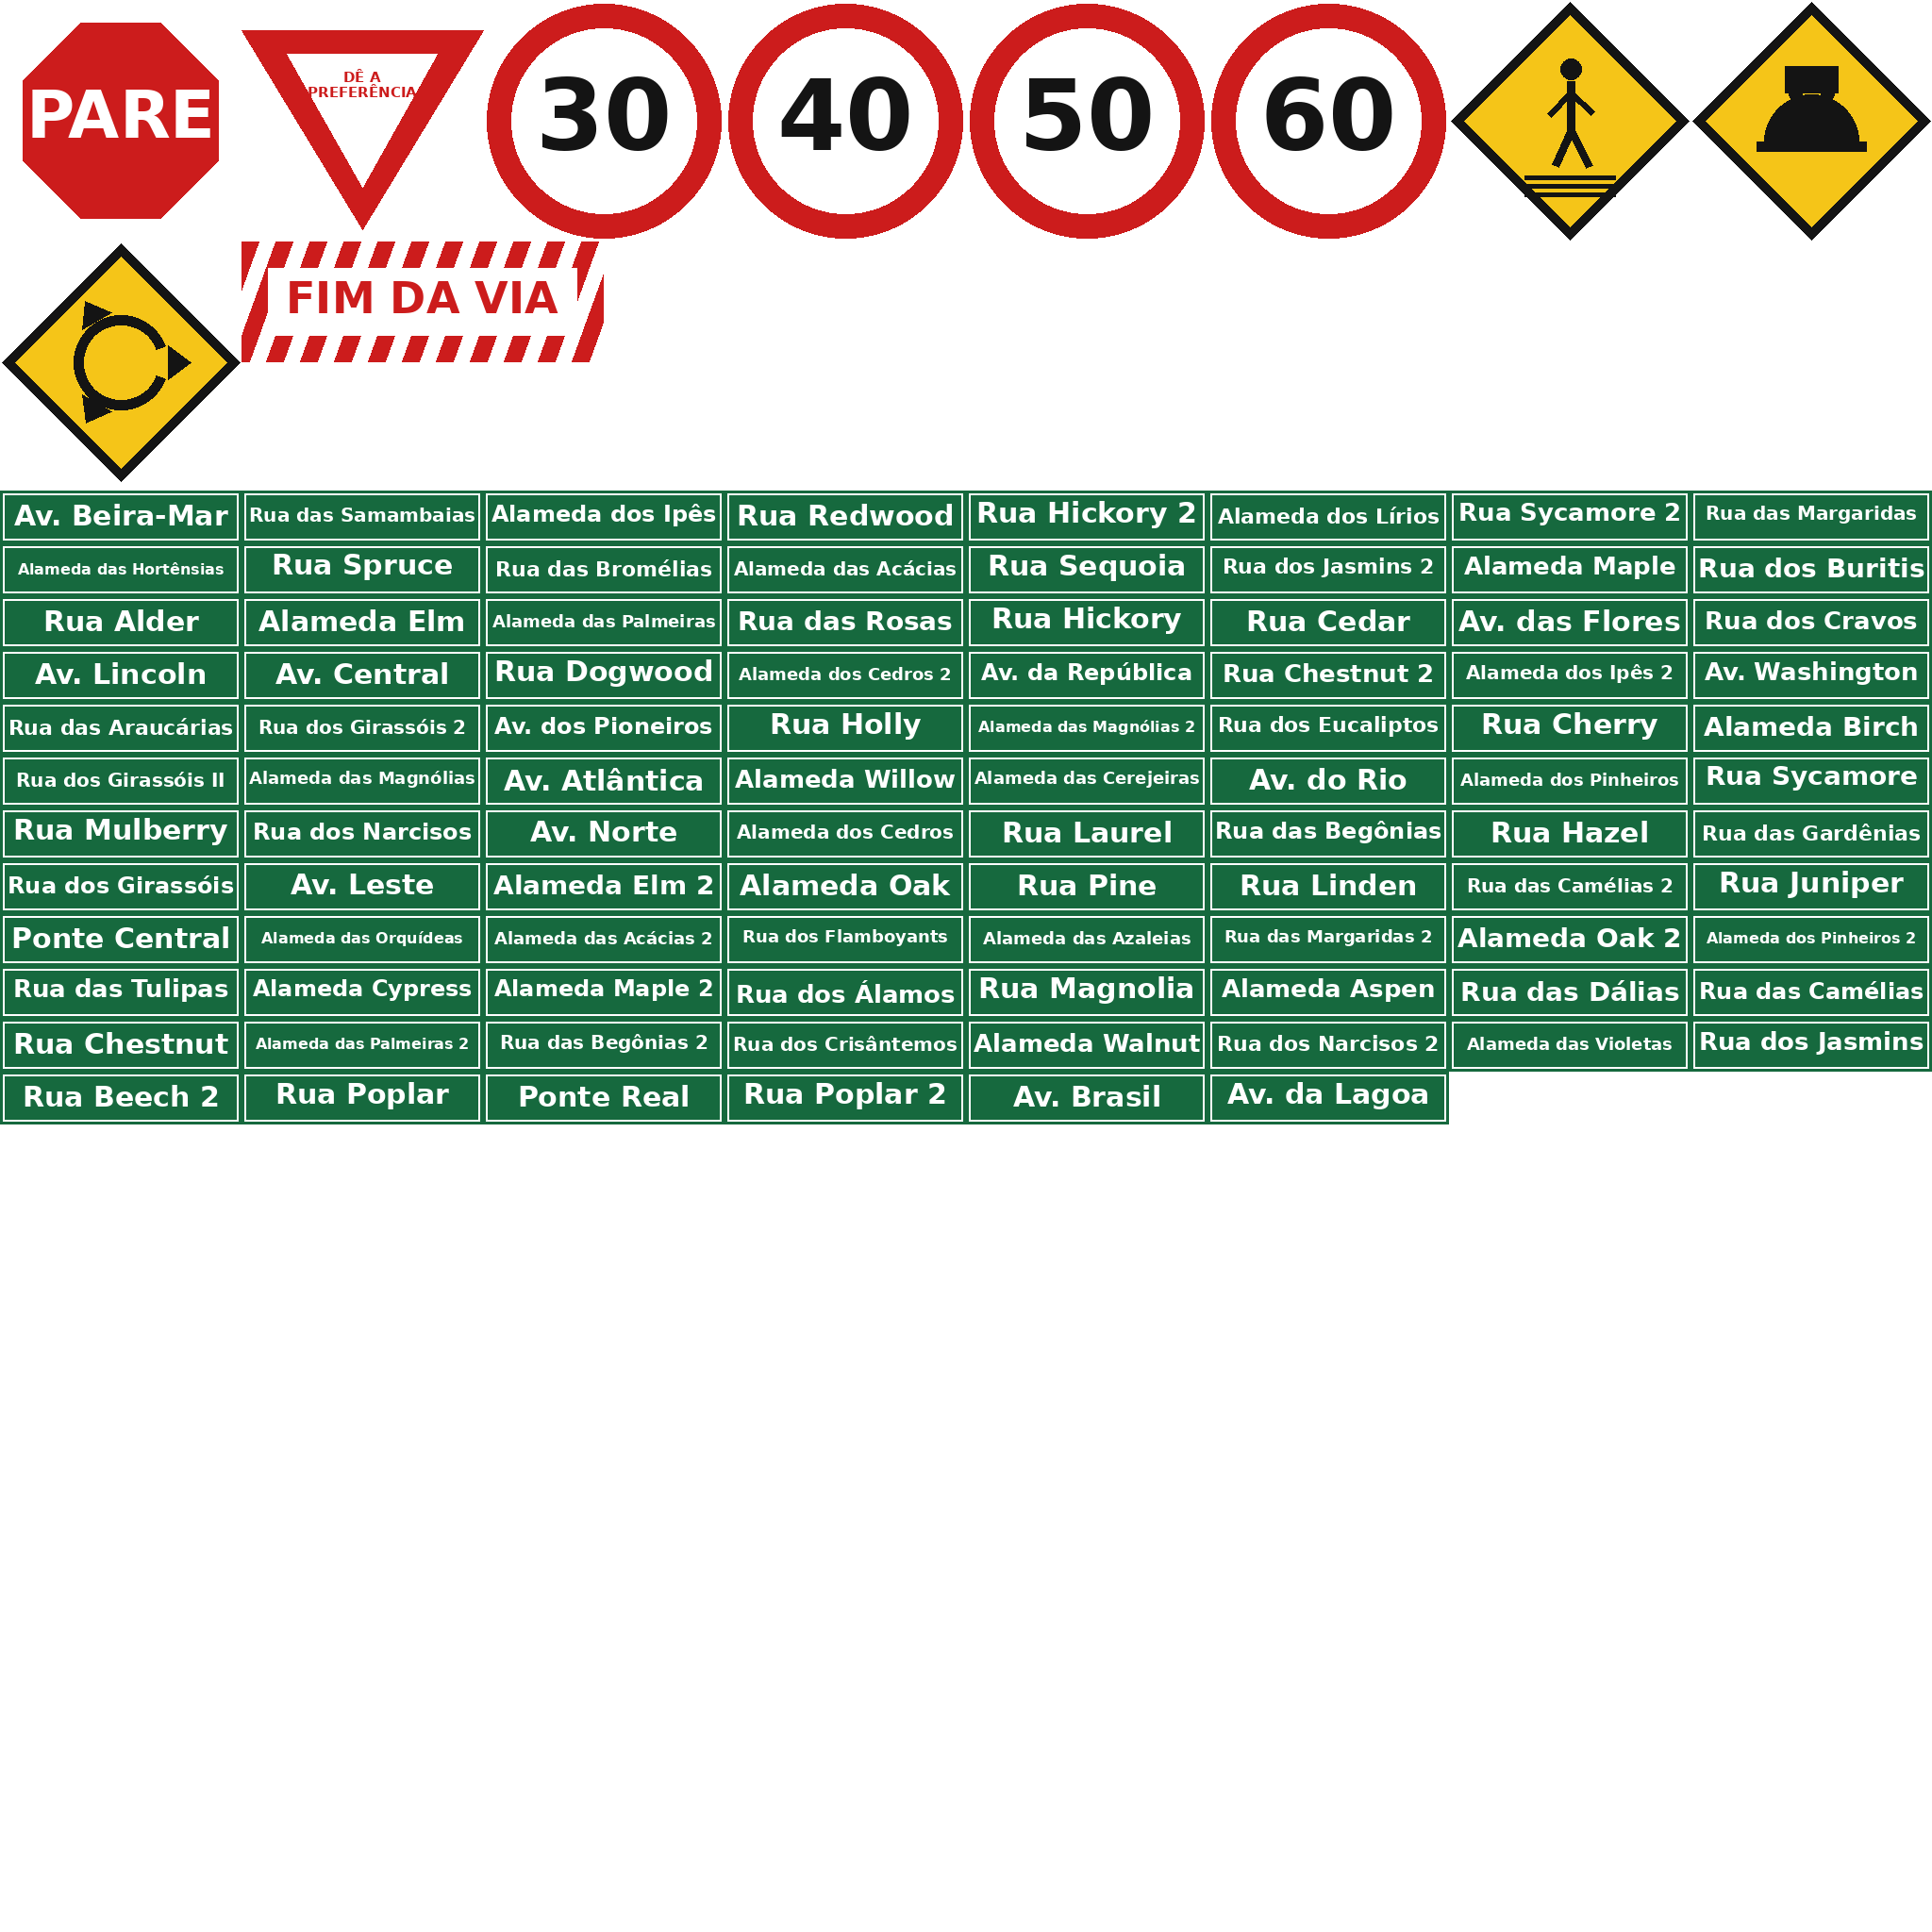 PARE
DÊ A
PREFERÊNCIA
30
40
50
60
FIM DA VIA
Av. Beira-Mar
Rua das Samambaias
Alameda dos Ipês
Rua Redwood
Rua Hickory 2
Alameda dos Lírios
Rua Sycamore 2
Rua das Margaridas
Alameda das Hortênsias
Rua Spruce
Rua das Bromélias
Alameda das Acácias
Rua Sequoia
Rua dos Jasmins 2
Alameda Maple
Rua dos Buritis
Rua Alder
Alameda Elm
Alameda das Palmeiras
Rua das Rosas
Rua Hickory
Rua Cedar
Av. das Flores
Rua dos Cravos
Av. Lincoln
Av. Central
Rua Dogwood
Alameda dos Cedros 2
Av. da República
Rua Chestnut 2
Alameda dos Ipês 2
Av. Washington
Rua das Araucárias
Rua dos Girassóis 2
Av. dos Pioneiros
Rua Holly
Alameda das Magnólias 2
Rua dos Eucaliptos
Rua Cherry
Alameda Birch
Rua dos Girassóis II
Alameda das Magnólias
Av. Atlântica
Alameda Willow
Alameda das Cerejeiras
Av. do Rio
Alameda dos Pinheiros
Rua Sycamore
Rua Mulberry
Rua dos Narcisos
Av. Norte
Alameda dos Cedros
Rua Laurel
Rua das Begônias
Rua Hazel
Rua das Gardênias
Rua dos Girassóis
Av. Leste
Alameda Elm 2
Alameda Oak
Rua Pine
Rua Linden
Rua das Camélias 2
Rua Juniper
Ponte Central
Alameda das Orquídeas
Alameda das Acácias 2
Rua dos Flamboyants
Alameda das Azaleias
Rua das Margaridas 2
Alameda Oak 2
Alameda dos Pinheiros 2
Rua das Tulipas
Alameda Cypress
Alameda Maple 2
Rua dos Álamos
Rua Magnolia
Alameda Aspen
Rua das Dálias
Rua das Camélias
Rua Chestnut
Alameda das Palmeiras 2
Rua das Begônias 2
Rua dos Crisântemos
Alameda Walnut
Rua dos Narcisos 2
Alameda das Violetas
Rua dos Jasmins
Rua Beech 2
Rua Poplar
Ponte Real
Rua Poplar 2
Av. Brasil
Av. da Lagoa